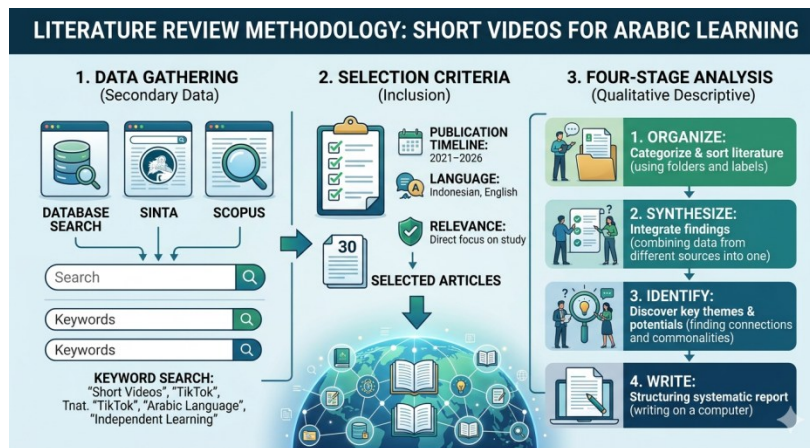 LITERATURE REVIEW METHODOLOGY: SHORT VIDEOS FOR ARABIC LEARNING
1. DATA GATHERING
(Secondary Data)
DATABASE
SEARCH
SINTA
SCOPUS
Search
Keywords
Keywords
KEYWORD SEARCH:
"Short Videos", "TikTok",
Tnat. "TikTok", "Arabic Language",
"Independent Learning"
2. SELECTION CRITERIA
(Inclusion)
PUBLICATION
TIMELINE:
2021–2026
A
LANGUAGE:
Indonesian, English
RELEVANCE:
Direct focus on study
30
SELECTED ARTICLES
3. FOUR-STAGE ANALYSIS
(Qualitative Descriptive)
1. ORGANIZE:
Categorize & sort literature
(using folders and labels)
2. SYNTHESIZE:
Integrate findings
(combining data from
different sources into one)
3. IDENTIFY:
Discover key themes &
potentials (finding connections
and commonalities)
4. WRITE:
Structuring systematic report
(writing on a computer)